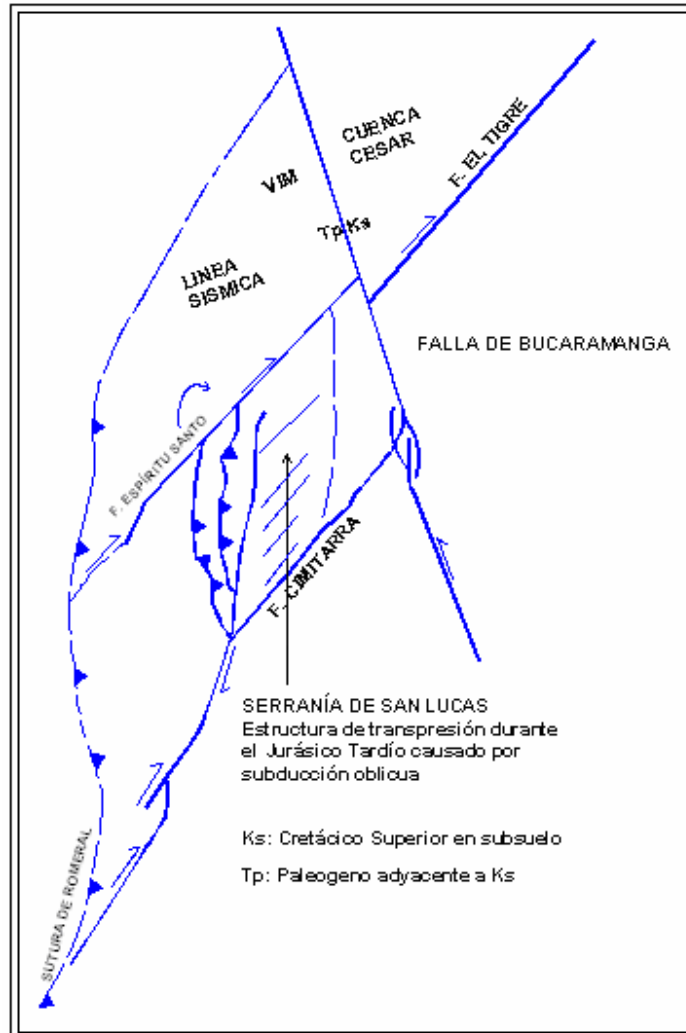 CUENCA
CESAR
F. EL TIGRE
VIM
Tp Ks
LINEA
SISMICA
FALLA DE BUCARAMANGA
F. ESPÍRITU SANTO
F. CIMITARRA
SERRANÍA DE SAN LUCAS
Estructura de transpresión durante
el Jurásico Tardío causado por
subducción oblicua
Ks: Cretácico Superior en subsuelo
Tp: Paleogeno adyacente a Ks
SUTURA DE ROMERAL